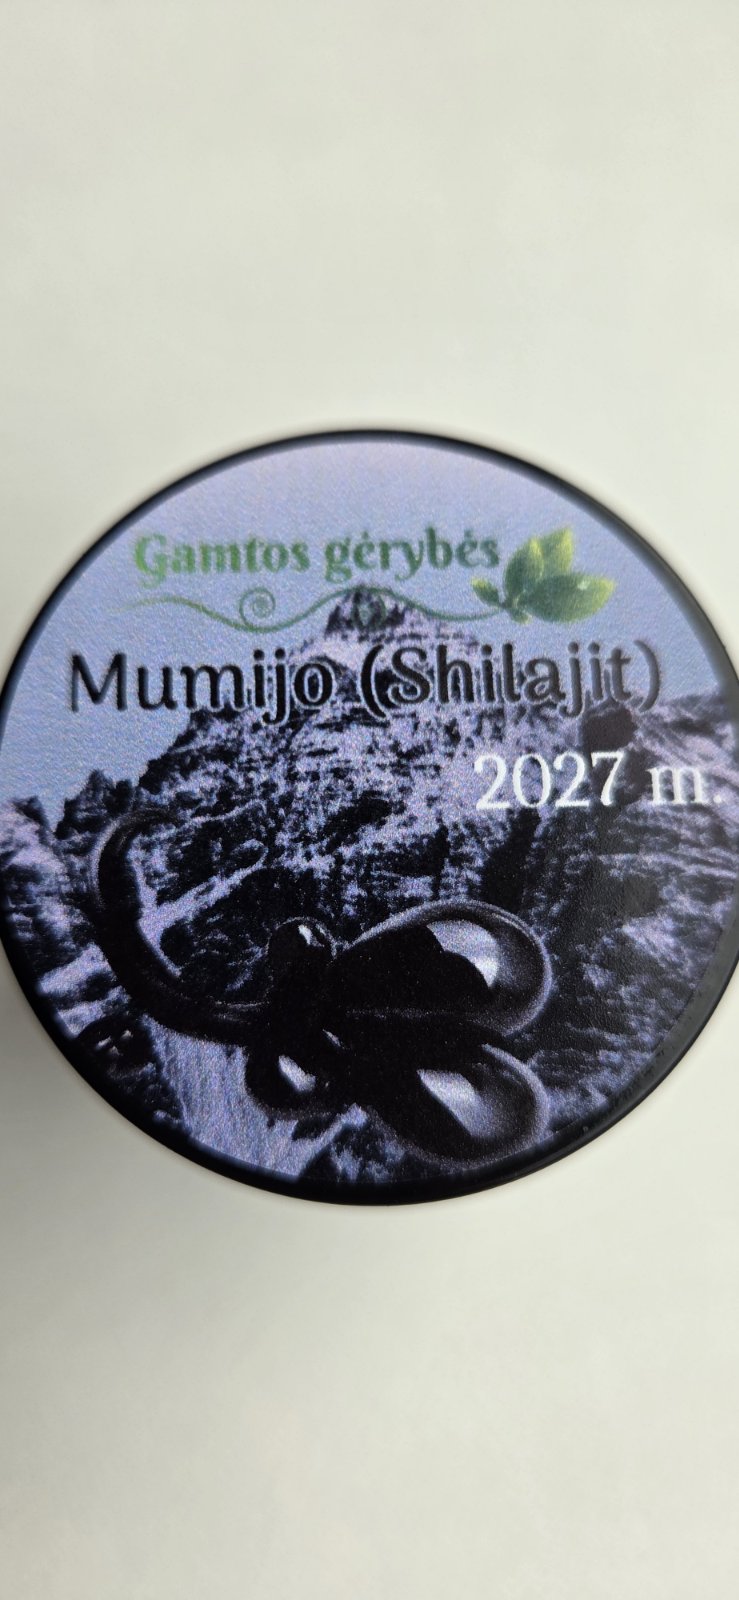 Gamtos gėrybės
Mumijo (Shilajit)
2027 m.